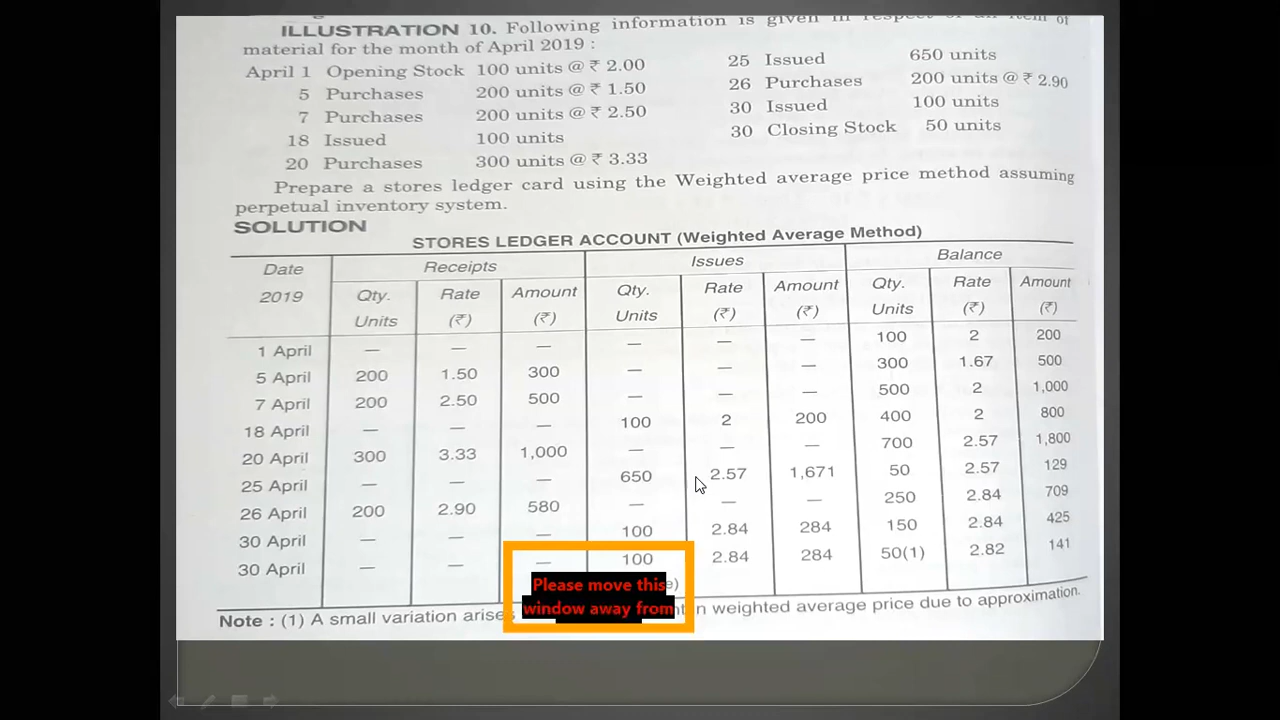 ILLUSTRATION 10. Following information is given in respect of an item of
material for the month of April 2019 :
April 1 Opening Stock 100 units @ ₹ 2.00
5 Purchases 200 units @ ₹ 1.50
7 Purchases 200 units @ ₹ 2.50
18 Issued 100 units
20 Purchases 300 units @ ₹ 3.33
25 Issued 650 units
26 Purchases 200 units @ ₹ 2.90
30 Issued 100 units
30 Closing Stock 50 units
Prepare a stores ledger card using the Weighted average price method assuming
perpetual inventory system.
SOLUTION
STORES LEDGER ACCOUNT (Weighted Average Method)
Date Receipts Issues Balance
2019 Qty. Rate Amount Qty. Rate Amount Qty. Rate Amount
Units (₹) (₹) Units (₹) (₹) Units (₹) (₹)
1 April — — — — — — 100 2 200
5 April 200 1.50 300 — — — 300 1.67 500
7 April 200 2.50 500 — — — 500 2 1,000
18 April — — — 100 2 200 400 2 800
20 April 300 3.33 1,000 — — — 700 2.57 1,800
25 April — — — 650 2.57 1,671 50 2.57 129
26 April 200 2.90 580 — — — 250 2.84 709
30 April — — — 100 2.84 284 150 2.84 425
30 April — — — 100 2.84 284 50(1) 2.82 141
Please move this
window away from
Note : (1) A small variation arises in weighted average price due to approximation.